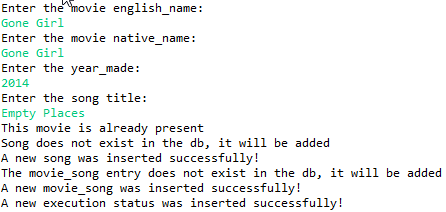 Enter the movie english_name:
Gone Girl
Enter the movie native_name:
Gone Girl
Enter the year_made:
2014
Enter the song title:
Empty Places
This movie is already present
Song does not exist in the db, it will be added
A new song was inserted successfully!
The movie_song entry does not exist in the db, it will be added
A new movie_song was inserted successfully!
A new execution status was inserted successfully!